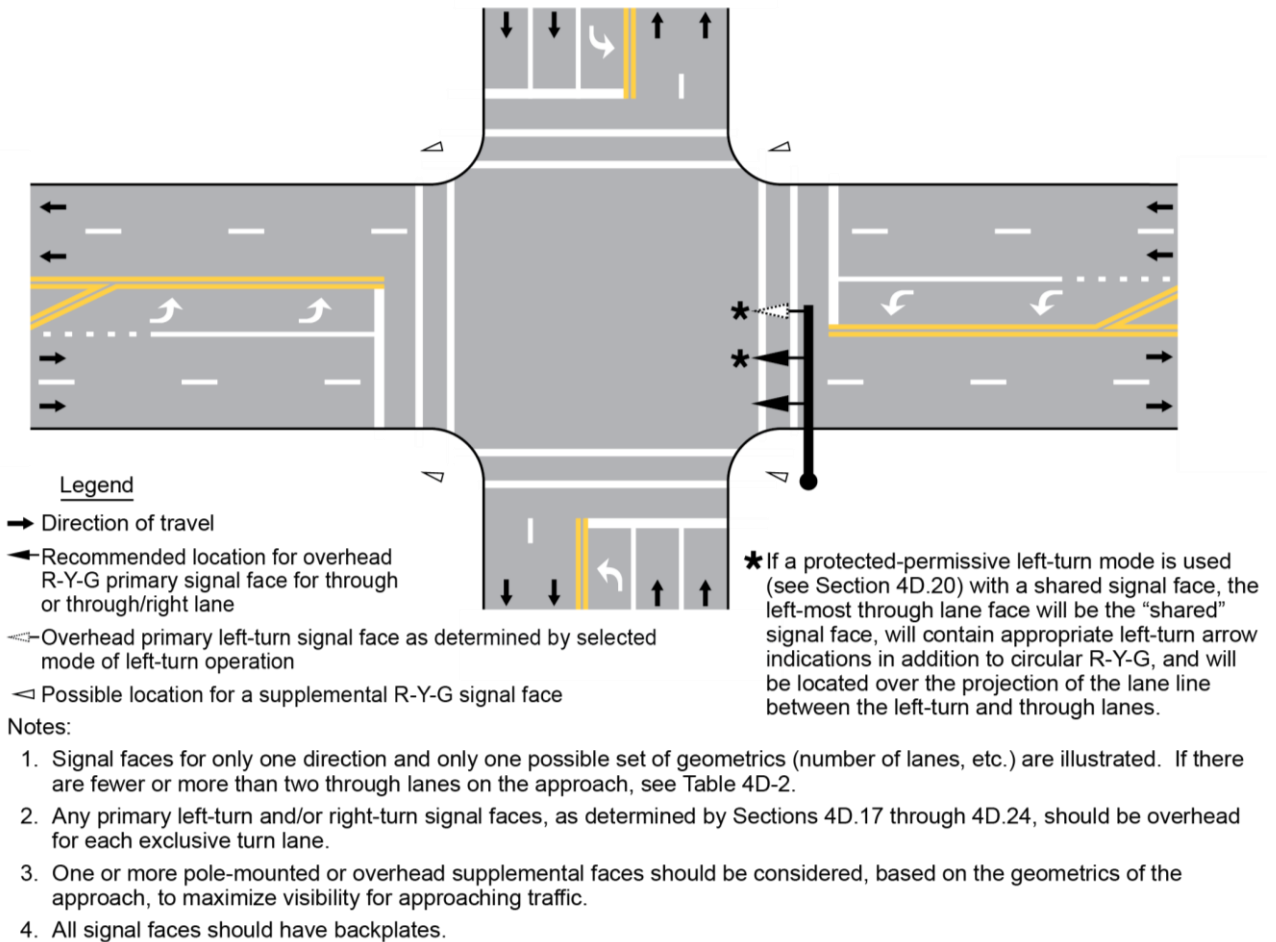 Legend
Direction of travel
Recommended location for overhead
R-Y-G primary signal face for through
or through/right lane
Overhead primary left-turn signal face as determined by selected
mode of left-turn operation
Possible location for a supplemental R-Y-G signal face
* If a protected-permissive left-turn mode is used
(see Section 4D.20) with a shared signal face, the
left-most through lane face will be the “shared”
signal face, will contain appropriate left-turn arrow
indications in addition to circular R-Y-G, and will
be located over the projection of the lane line
between the left-turn and through lanes.
Notes:
1. Signal faces for only one direction and only one possible set of geometrics (number of lanes, etc.) are illustrated. If there
are fewer or more than two through lanes on the approach, see Table 4D-2.
2. Any primary left-turn and/or right-turn signal faces, as determined by Sections 4D.17 through 4D.24, should be overhead
for each exclusive turn lane.
3. One or more pole-mounted or overhead supplemental faces should be considered, based on the geometrics of the
approach, to maximize visibility for approaching traffic.
4. All signal faces should have backplates.